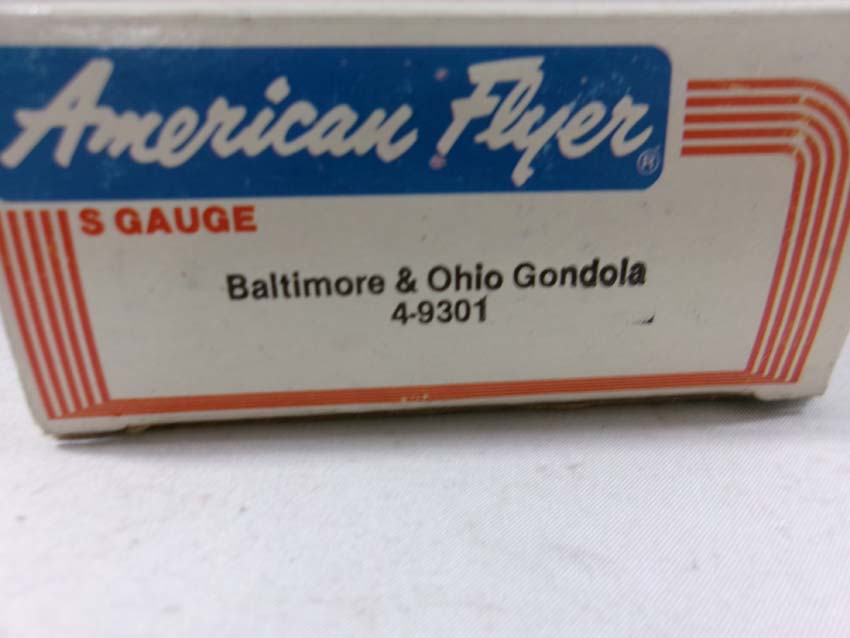 American Flyer ®
S GAUGE
Baltimore & Ohio Gondola
4-9301